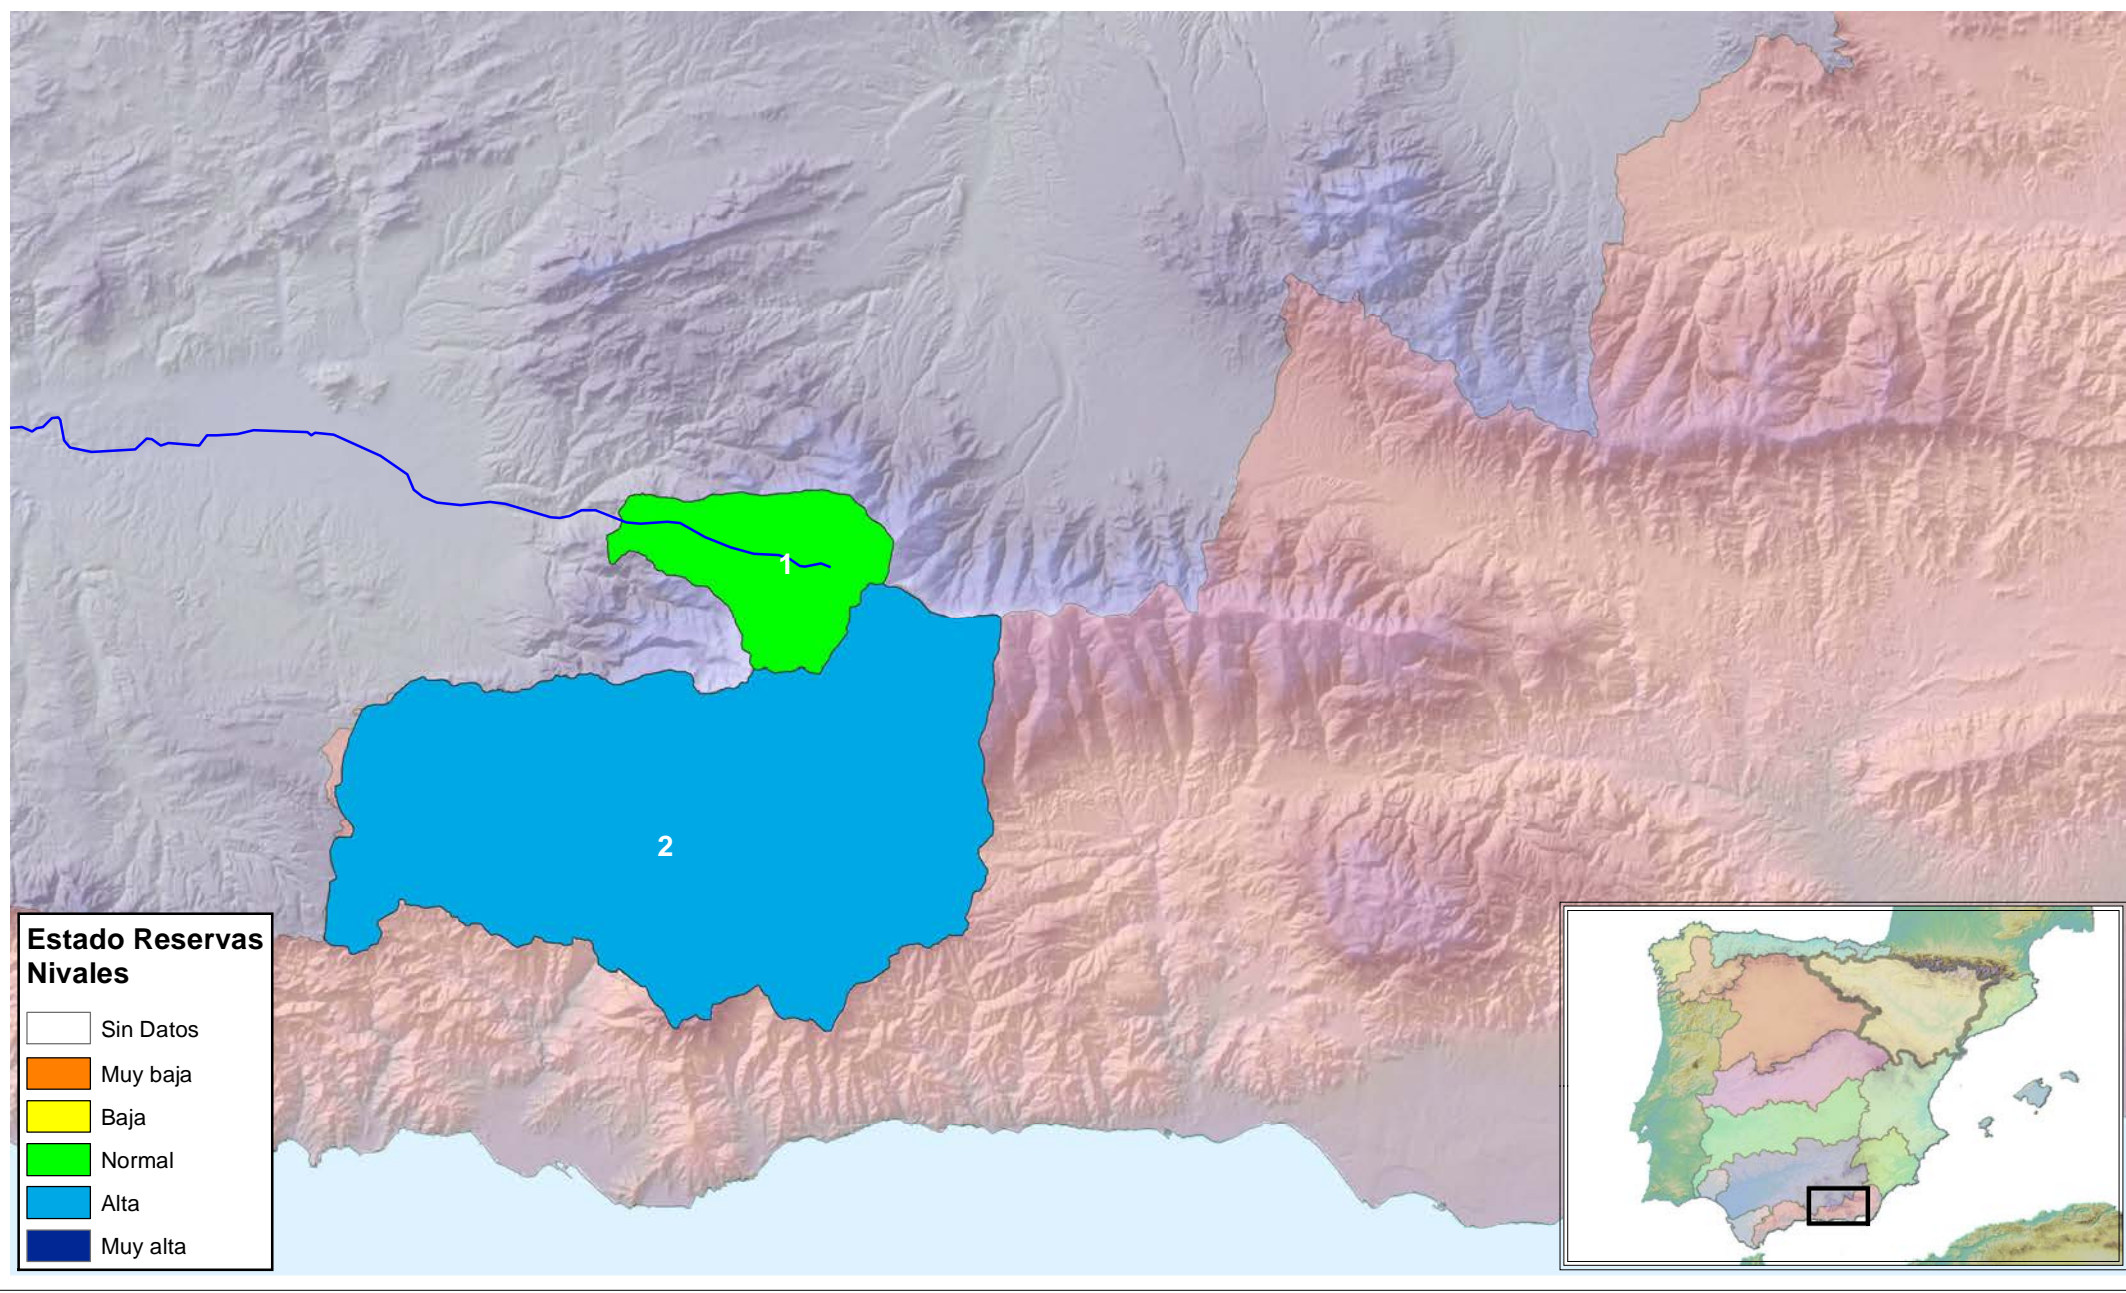 1
2
Estado Reservas
Nivales
Sin Datos
Muy baja
Baja
Normal
Alta
Muy alta